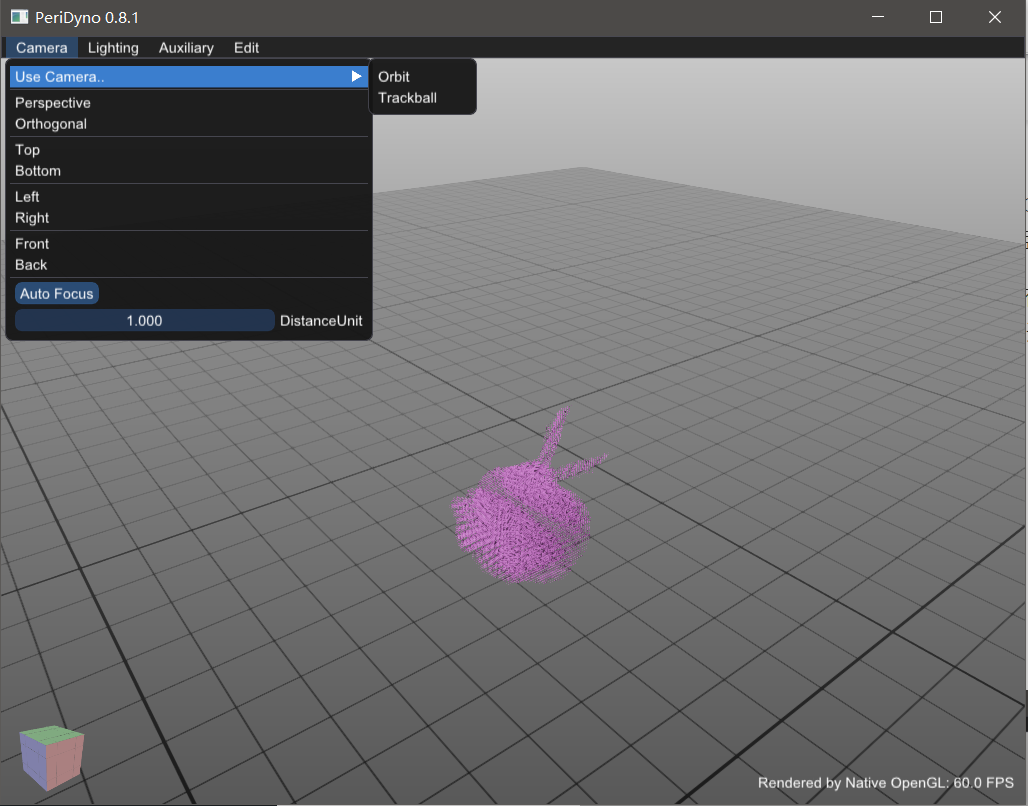 PeriDyno 0.8.1
Camera Lighting Auxiliary Edit
Use Camera..
Orbit
Trackball
Perspective
Orthogonal
Top
Bottom
Left
Right
Front
Back
Auto Focus
1.000 DistanceUnit
Rendered by Native OpenGL: 60.0 FPS